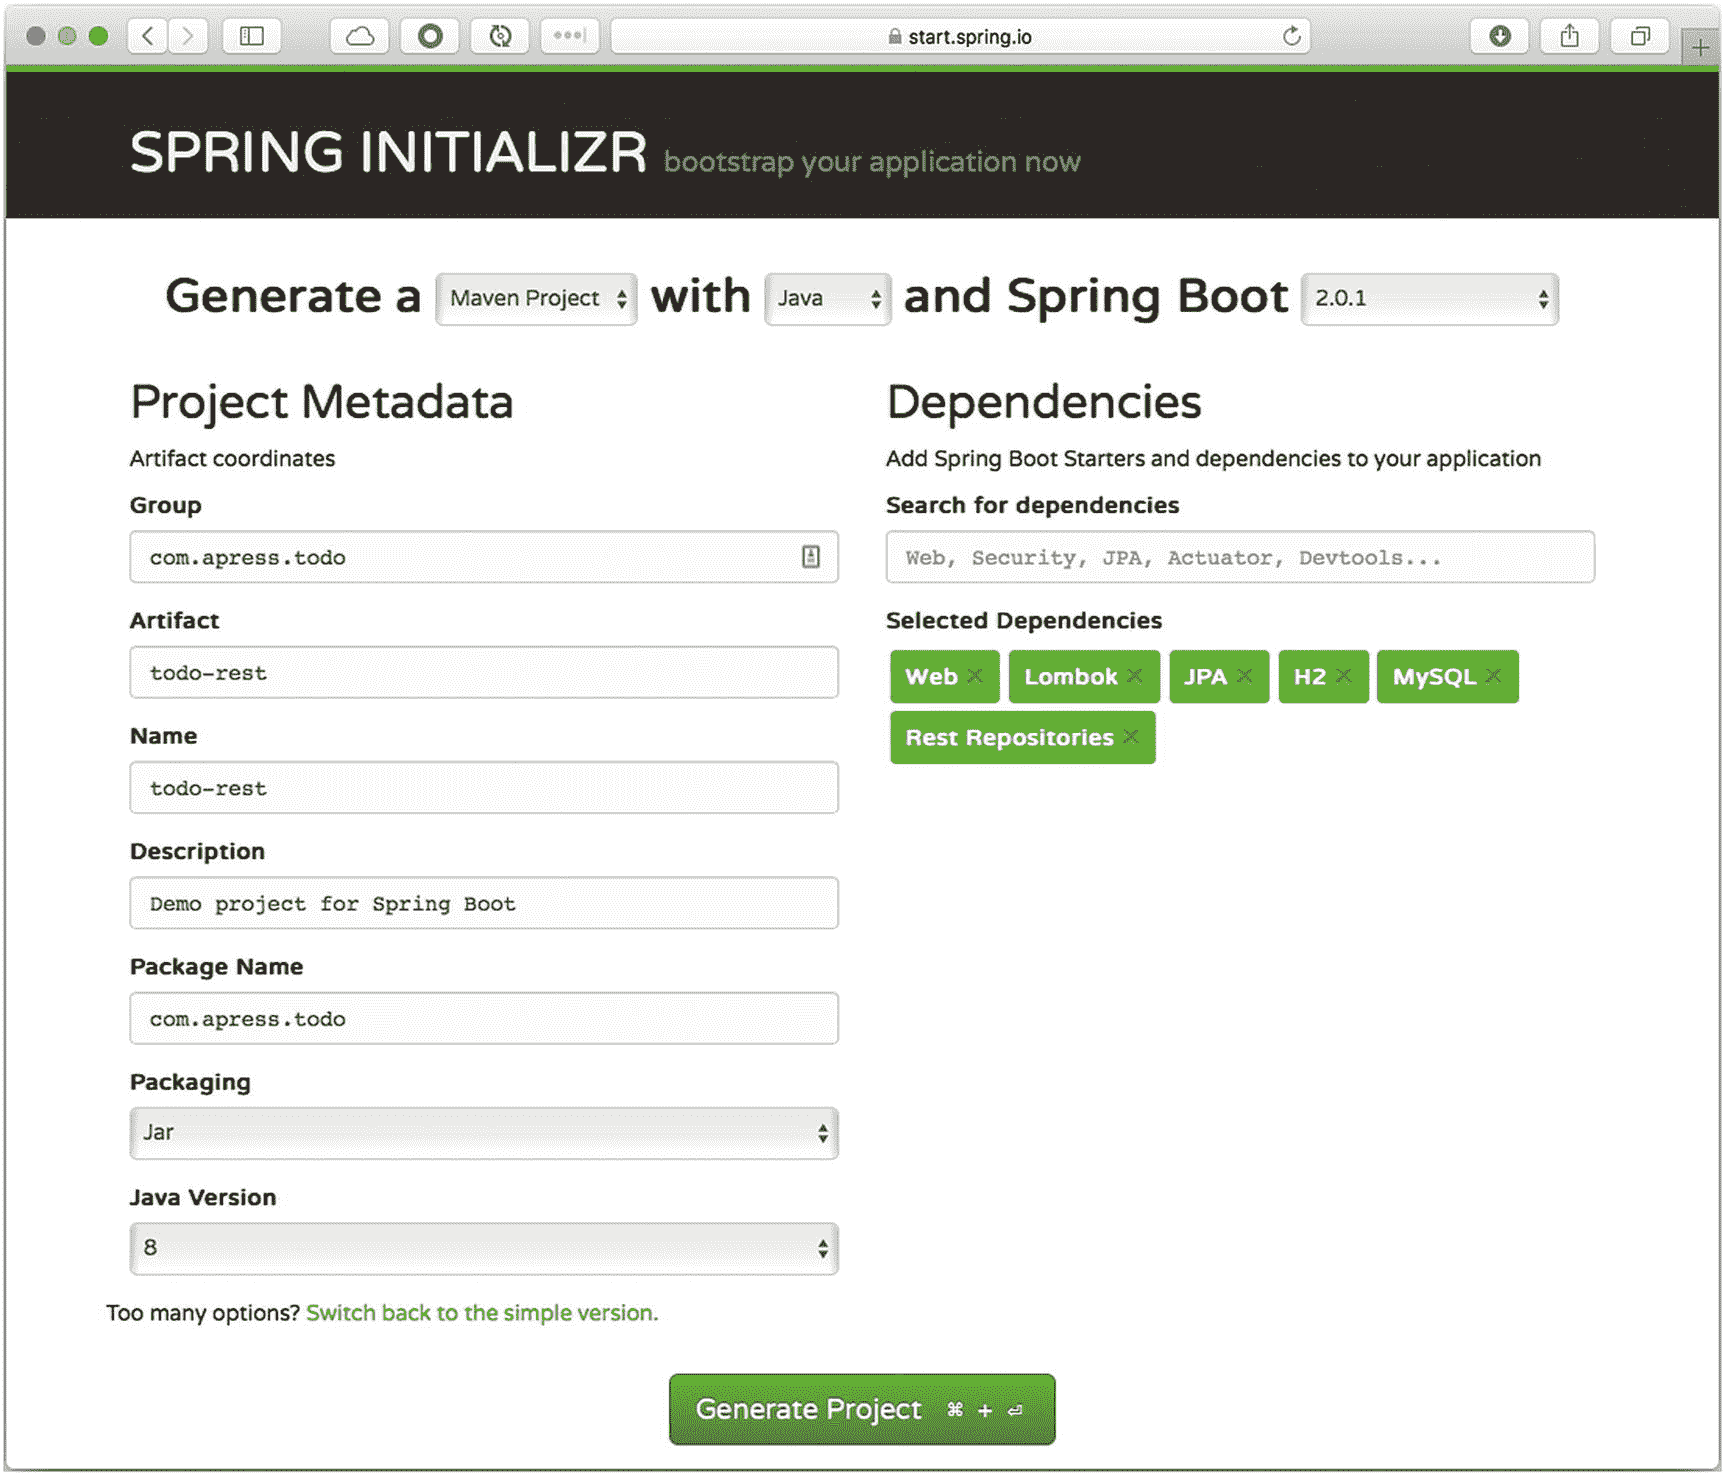 start.spring.io
SPRING INITIALIZR bootstrap your application now
Generate a Maven Project with Java and Spring Boot 2.0.1
Project Metadata
Artifact coordinates
Group
com.apress.todo
Artifact
todo-rest
Name
todo-rest
Description
Demo project for Spring Boot
Package Name
com.apress.todo
Packaging
Jar
Java Version
8
Too many options? Switch back to the simple version.
Dependencies
Add Spring Boot Starters and dependencies to your application
Search for dependencies
Web, Security, JPA, Actuator, Devtools...
Selected Dependencies
Web × Lombok × JPA × H2 × MySQL ×
Rest Repositories ×
Generate Project ⌘ + ⏎